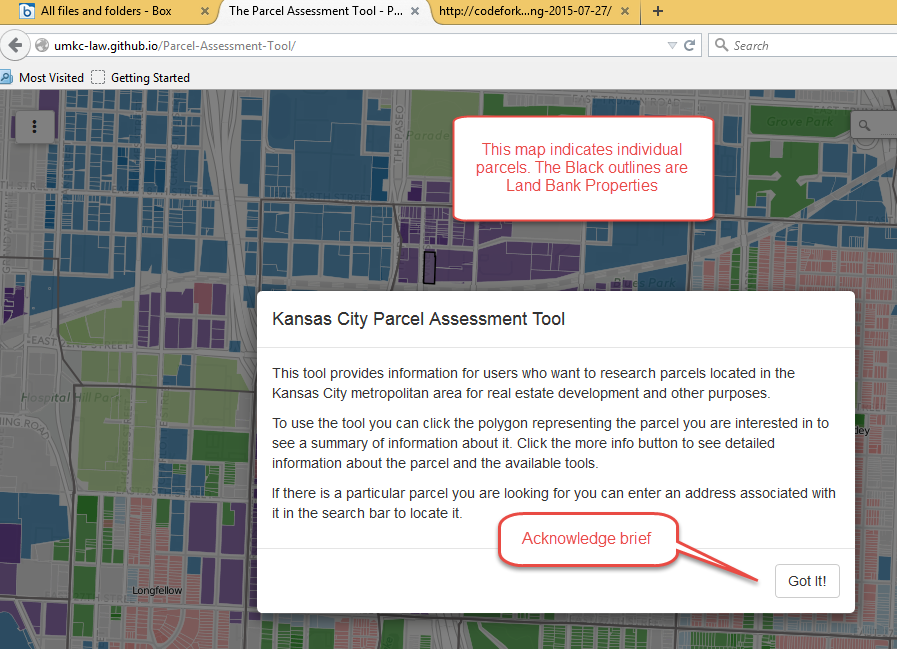 All files and folders - Box
The Parcel Assessment Tool - P...
http://codefork...ng-2015-07-27/
umkc-law.github.io/Parcel-Assessment-Tool/
Search
Most Visited
Getting Started
EAST TRUMAN ROAD
THE PASEO
Parade
Grove Park
This map indicates individual
parcels. The Black outlines are
Land Bank Properties
Kansas City Parcel Assessment Tool
This tool provides information for users who want to research parcels located in the
Kansas City metropolitan area for real estate development and other purposes.
To use the tool you can click the polygon representing the parcel you are interested in to
see a summary of information about it. Click the more info button to see detailed
information about the parcel and the available tools.
If there is a particular parcel you are looking for you can enter an address associated with
it in the search bar to locate it.
Hospital Hill Park
Acknowledge brief
Got It!
Longfellow